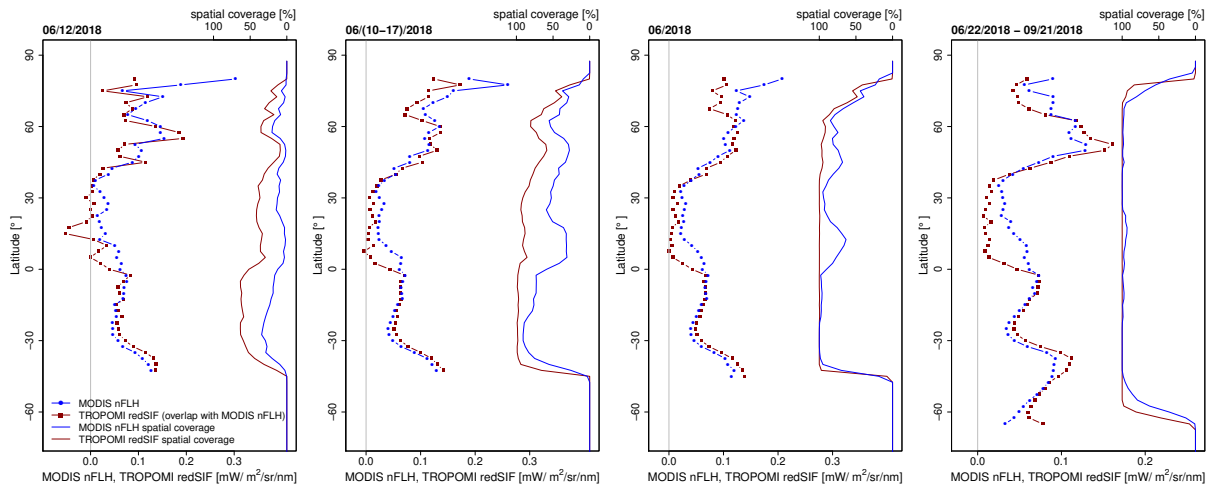 spatial coverage [%]
100 50 0
06/12/2018
Latitude [° ]
90
60
30
0
−30
−60
MODIS nFLH
TROPOMI redSIF (overlap with MODIS nFLH)
MODIS nFLH spatial coverage
TROPOMI redSIF spatial coverage
0.0 0.1 0.2 0.3
MODIS nFLH, TROPOMI redSIF [mW/ m²/sr/nm]
spatial coverage [%]
100 50 0
06/(10−17)/2018
Latitude [° ]
90
60
30
0
−30
−60
0.0 0.1 0.2 0.3
MODIS nFLH, TROPOMI redSIF [mW/ m²/sr/nm]
spatial coverage [%]
100 50 0
06/2018
Latitude [° ]
90
60
30
0
−30
−60
0.0 0.1 0.2 0.3
MODIS nFLH, TROPOMI redSIF [mW/ m²/sr/nm]
spatial coverage [%]
100 50 0
06/22/2018 − 09/21/2018
Latitude [° ]
90
60
30
0
−30
−60
0.0 0.1 0.2
MODIS nFLH, TROPOMI redSIF [mW/ m²/sr/nm]